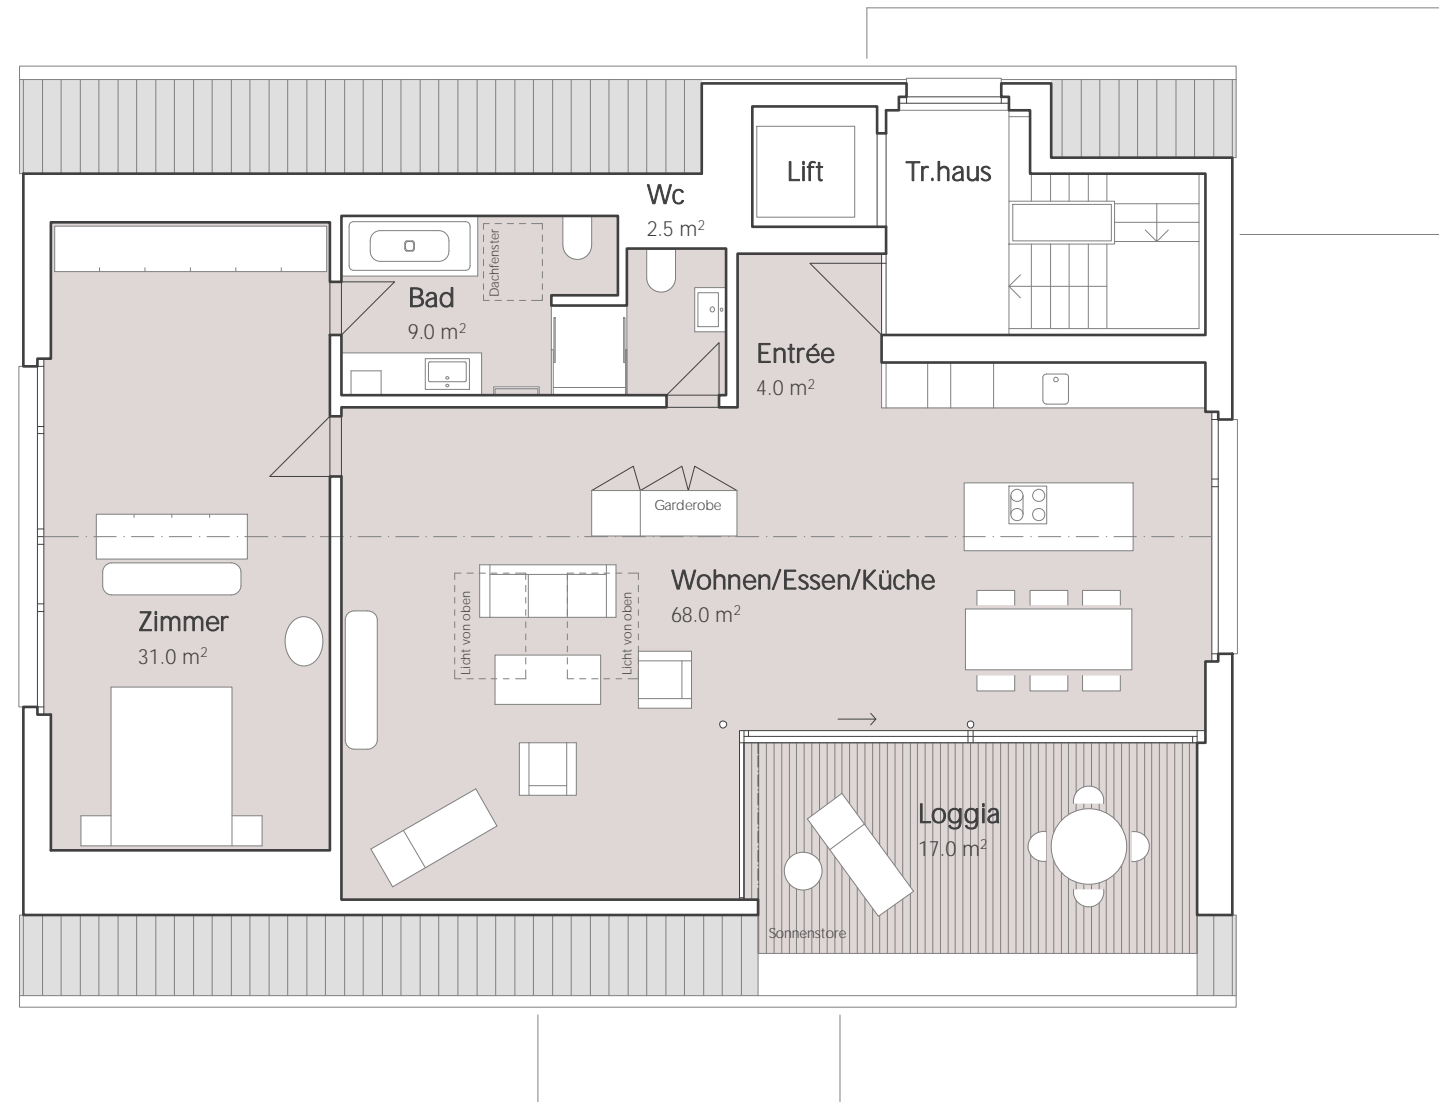 Lift
Tr.haus
Wc
2.5 m²
Dachfenster
Bad
9.0 m²
Entrée
4.0 m²
Garderobe
Wohnen/Essen/Küche
68.0 m²
Licht von oben
Licht von oben
Zimmer
31.0 m²
Loggia
17.0 m²
Sonnenstore